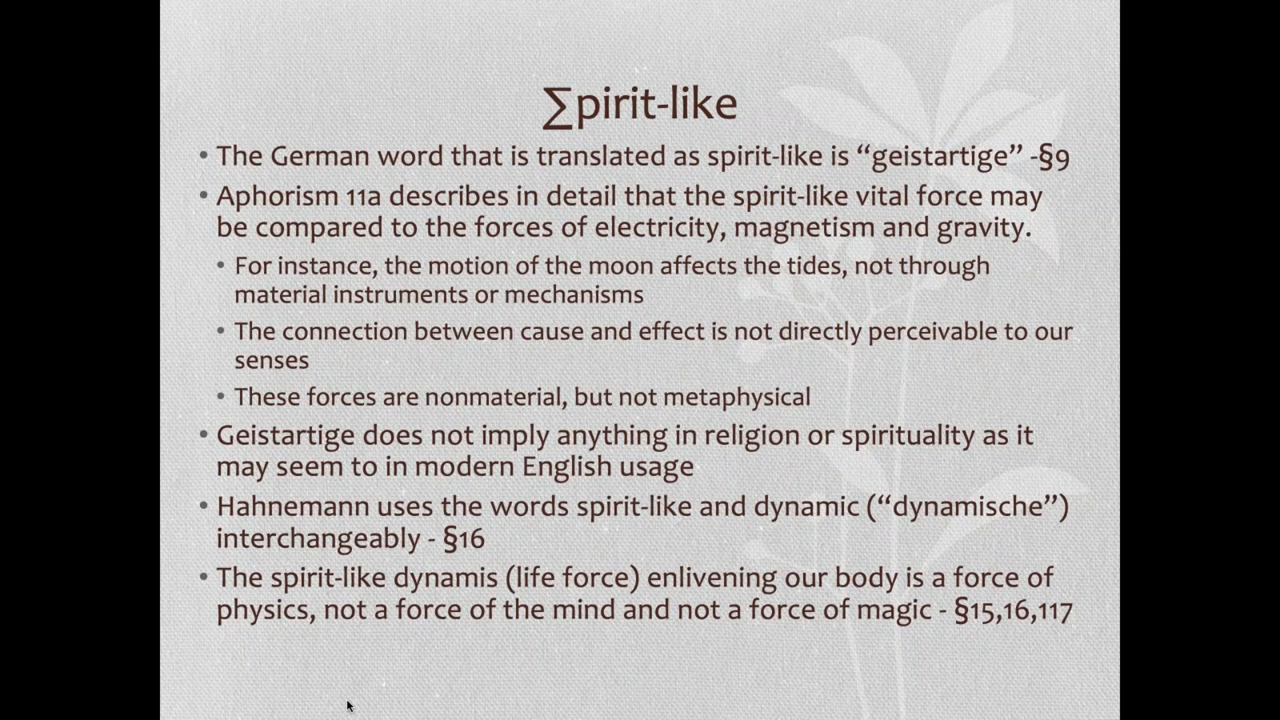 ∑pirit-like
• The German word that is translated as spirit-like is “geistartige” -§9
• Aphorism 11a describes in detail that the spirit-like vital force may
be compared to the forces of electricity, magnetism and gravity.
• For instance, the motion of the moon affects the tides, not through
material instruments or mechanisms
• The connection between cause and effect is not directly perceivable to our
senses
• These forces are nonmaterial, but not metaphysical
• Geistartige does not imply anything in religion or spirituality as it
may seem to in modern English usage
• Hahnemann uses the words spirit-like and dynamic (“dynamische”)
interchangeably - §16
• The spirit-like dynamis (life force) enlivening our body is a force of
physics, not a force of the mind and not a force of magic - §15,16,117